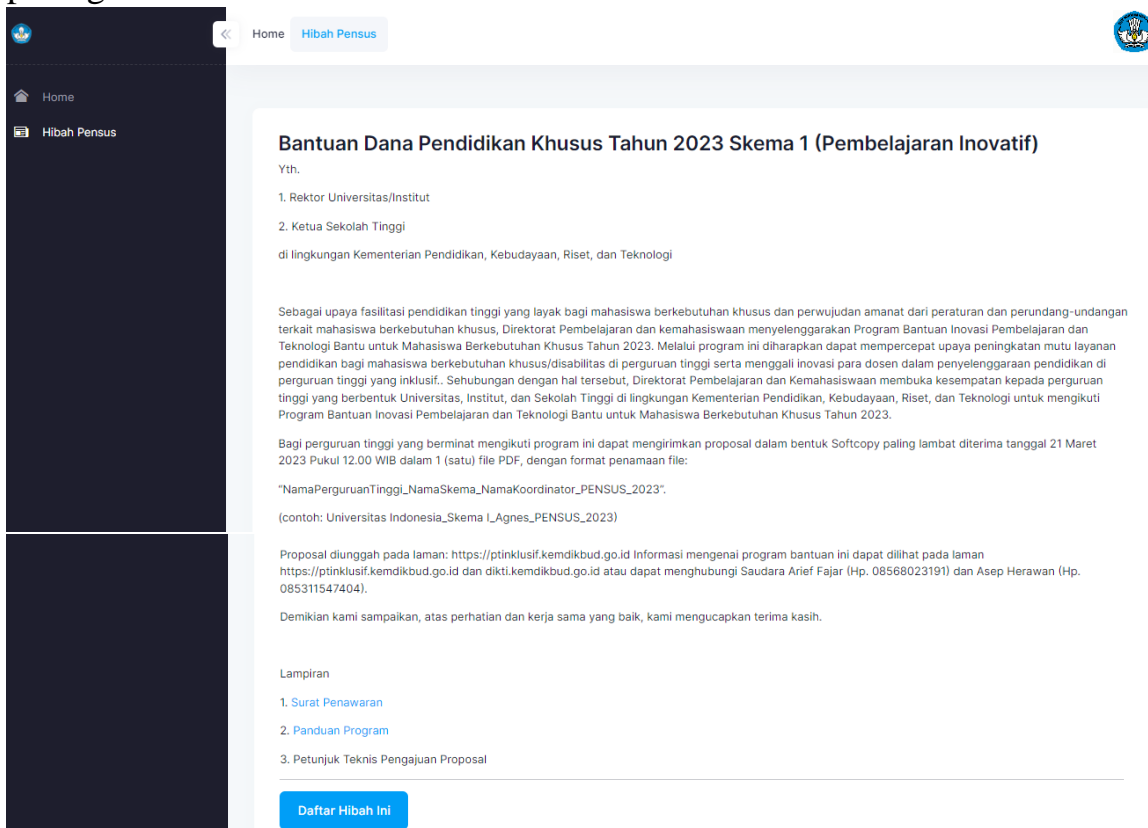 Home Hibah Pensus
Home
Hibah Pensus
Bantuan Dana Pendidikan Khusus Tahun 2023 Skema 1 (Pembelajaran Inovatif)
Yth.
1. Rektor Universitas/Institut
2. Ketua Sekolah Tinggi
di lingkungan Kementerian Pendidikan, Kebudayaan, Riset, dan Teknologi
Sebagai upaya fasilitasi pendidikan tinggi yang layak bagi mahasiswa berkebutuhan khusus dan perwujudan amanat dari peraturan dan perundang-undangan
terkait mahasiswa berkebutuhan khusus, Direktorat Pembelajaran dan kemahasiswaan menyelenggarakan Program Bantuan Inovasi Pembelajaran dan
Teknologi Bantu untuk Mahasiswa Berkebutuhan Khusus Tahun 2023. Melalui program ini diharapkan dapat mempercepat upaya peningkatan mutu layanan
pendidikan bagi mahasiswa berkebutuhan khusus/disabilitas di perguruan tinggi serta menggali inovasi para dosen dalam penyelenggaraan pendidikan di
perguruan tinggi yang inklusif.. Sehubungan dengan hal tersebut, Direktorat Pembelajaran dan Kemahasiswaan membuka kesempatan kepada perguruan
tinggi yang berbentuk Universitas, Institut, dan Sekolah Tinggi di lingkungan Kementerian Pendidikan, Kebudayaan, Riset, dan Teknologi untuk mengikuti
Program Bantuan Inovasi Pembelajaran dan Teknologi Bantu untuk Mahasiswa Berkebutuhan Khusus Tahun 2023.
Bagi perguruan tinggi yang berminat mengikuti program ini dapat mengirimkan proposal dalam bentuk Softcopy paling lambat diterima tanggal 21 Maret
2023 Pukul 12.00 WIB dalam 1 (satu) file PDF, dengan format penamaan file:
“NamaPerguruanTinggi_NamaSkema_NamaKoordinator_PENSUS_2023”.
(contoh: Universitas Indonesia_Skema I_Agnes_PENSUS_2023)
Proposal diunggah pada laman: https://ptinklusif.kemdikbud.go.id Informasi mengenai program bantuan ini dapat dilihat pada laman
https://ptinklusif.kemdikbud.go.id dan dikti.kemdikbud.go.id atau dapat menghubungi Saudara Arief Fajar (Hp. 08568023191) dan Asep Herawan (Hp.
085311547404).
Demikian kami sampaikan, atas perhatian dan kerja sama yang baik, kami mengucapkan terima kasih.
Lampiran
1. Surat Penawaran
2. Panduan Program
3. Petunjuk Teknis Pengajuan Proposal
Daftar Hibah Ini